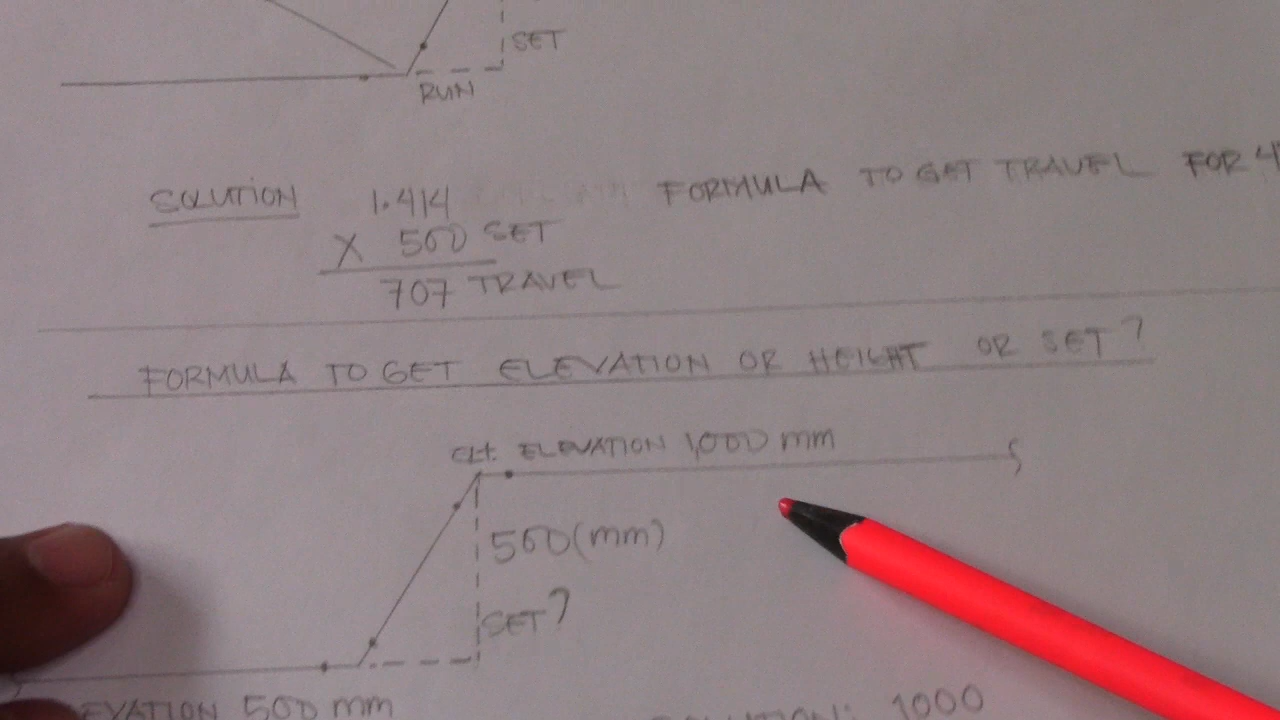 SET
RUN
SOLUTION 1.414 FORMULA TO GET TRAVEL FOR 4
X 500 SET
707 TRAVEL
FORMULA TO GET ELEVATION OR HEIGHT OR SET?
ELEVATION 1,000 mm
500(mm)
SET?
EVATION 500 mm
1000